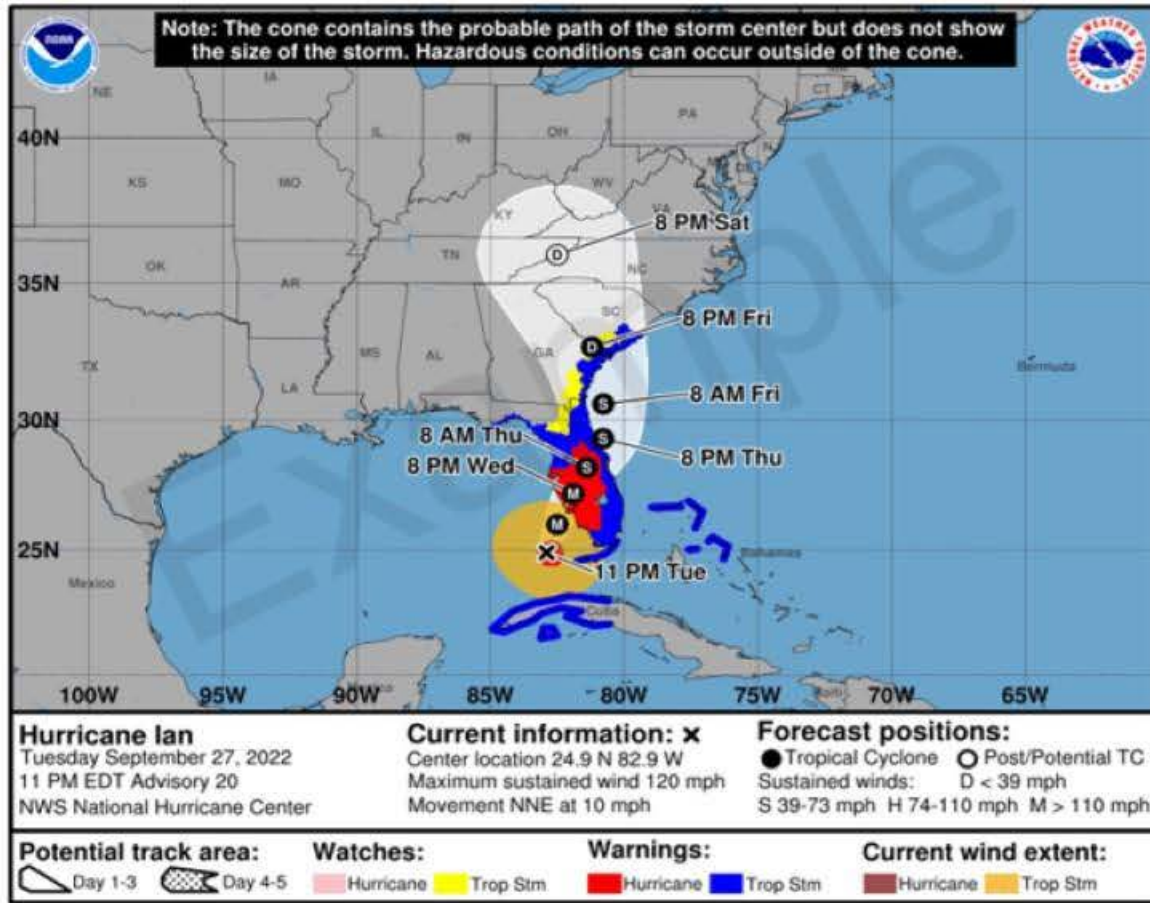 Note: The cone contains the probable path of the storm center but does not show
the size of the storm. Hazardous conditions can occur outside of the cone.
NOAA
NE
IA
PA
CT
40N
IL
IN
OH
KS
MO
WV
KY
VA
8 PM Sat
D
TN
NC
OK
AR
35N
SC
8 PM Fri
D
GA
MS
AL
TX
LA
Bermuda
S
8 AM Fri
30N
8 AM Thu
S
8 PM Thu
S
8 PM Wed
M
M
25N
11 PM Tue
Bahamas
Mexico
Cuba
Mexico
Haiti
100W 95W 90W 85W 80W 75W 70W 65W
Example
Hurricane Ian
Tuesday September 27, 2022
11 PM EDT Advisory 20
NWS National Hurricane Center
Current information: ×
Center location 24.9 N 82.9 W
Maximum sustained wind 120 mph
Movement NNE at 10 mph
Forecast positions:
Tropical Cyclone Post/Potential TC
Sustained winds: D < 39 mph
S 39-73 mph H 74-110 mph M > 110 mph
Potential track area:
Day 1-3 Day 4-5
Watches:
Hurricane Trop Stm
Warnings:
Hurricane Trop Stm
Current wind extent:
Hurricane Trop Stm